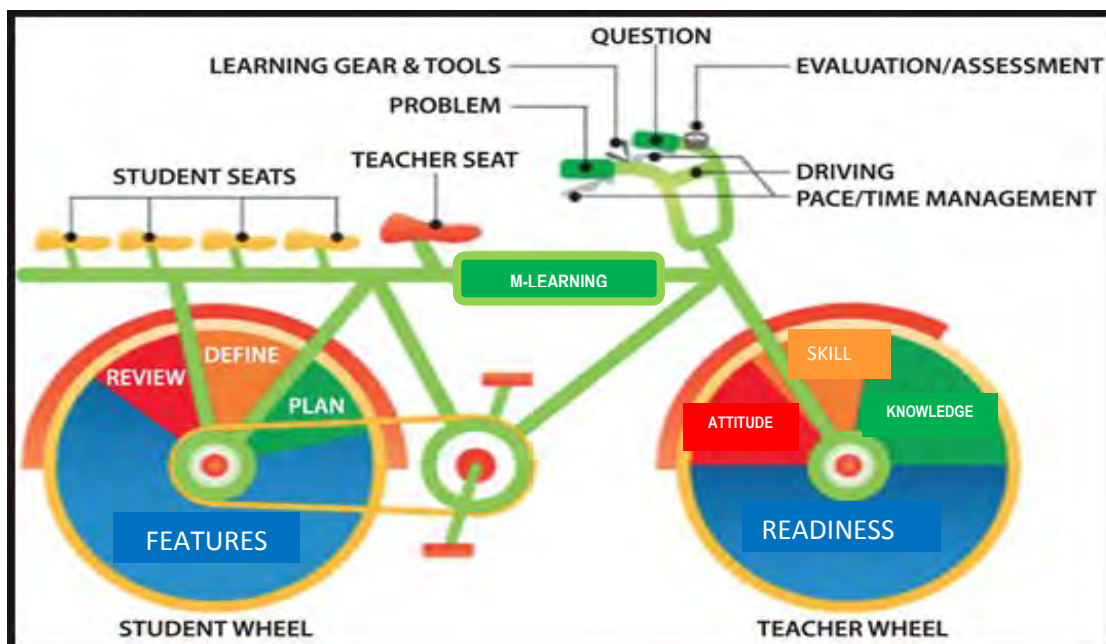 QUESTION
LEARNING GEAR & TOOLS
EVALUATION/ASSESSMENT
PROBLEM
TEACHER SEAT
STUDENT SEATS
DRIVING
PACE/TIME MANAGEMENT
M-LEARNING
REVIEW
DEFINE
PLAN
SKILL
ATTITUDE
KNOWLEDGE
FEATURES
READINESS
STUDENT WHEEL
TEACHER WHEEL